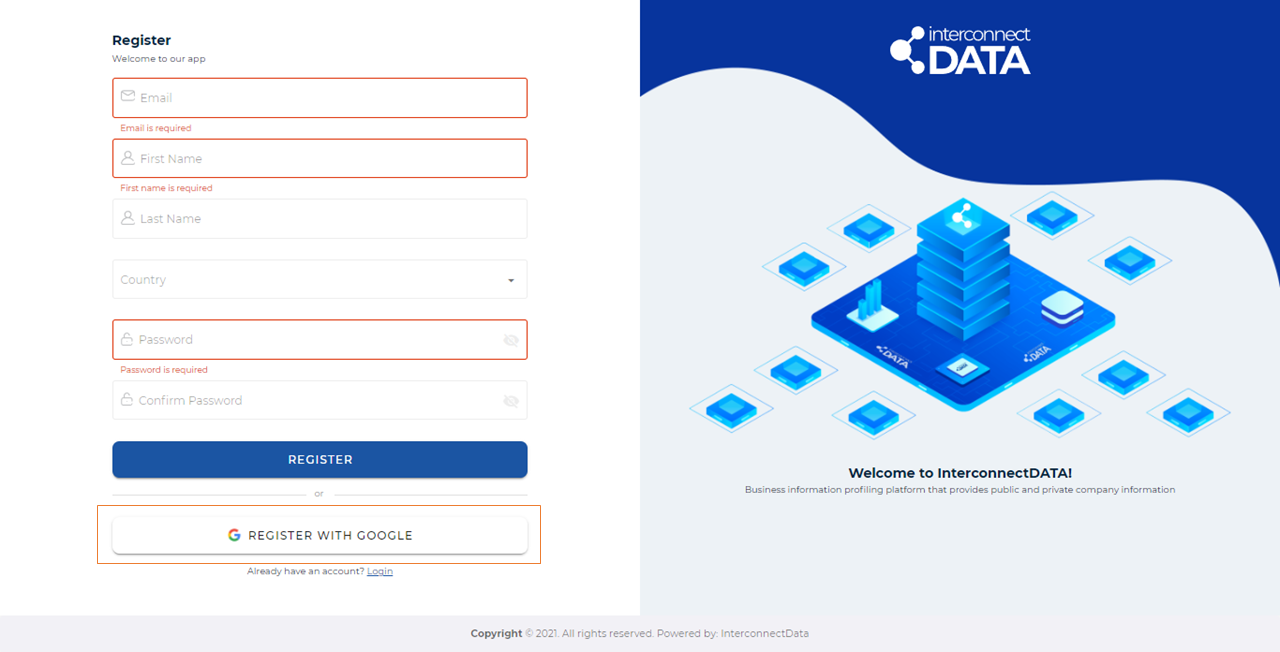 Register
Welcome to our app
Email
Email is required
First Name
First name is required
Last Name
Country
Password
Password is required
Confirm Password
REGISTER
or
REGISTER WITH GOOGLE
Already have an account? Login
interconnect
DATA
DATA
DATA
Welcome to InterconnectDATA!
Business information profiling platform that provides public and private company information
Copyright © 2021. All rights reserved. Powered by: InterconnectData